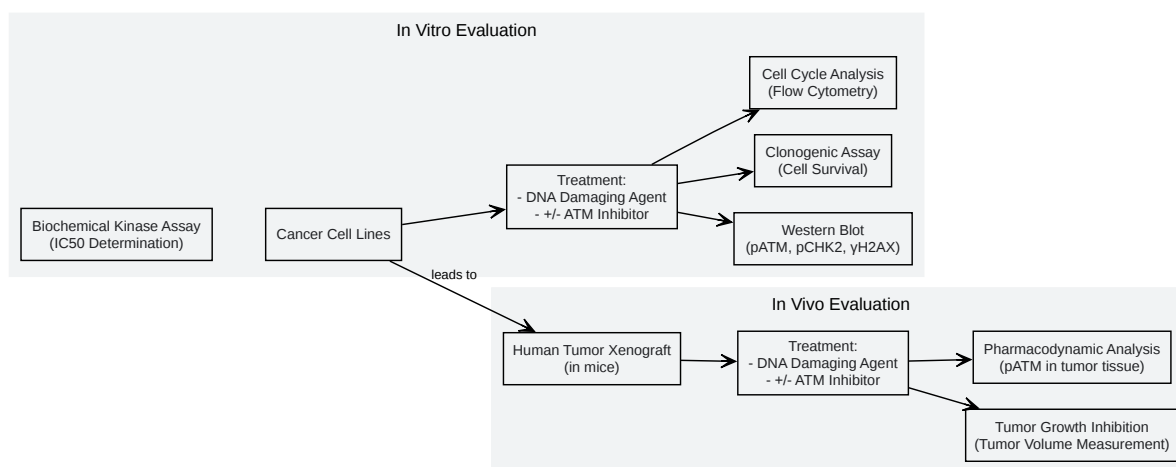 In Vitro Evaluation
Cell Cycle Analysis
(Flow Cytometry)
Clonogenic Assay
(Cell Survival)
Treatment:
- DNA Damaging Agent
- +/- ATM Inhibitor
Biochemical Kinase Assay
(IC50 Determination)
Cancer Cell Lines
Western Blot
(pATM, pCHK2, γH2AX)
leads to
In Vivo Evaluation
Human Tumor Xenograft
(in mice)
Treatment:
- DNA Damaging Agent
- +/- ATM Inhibitor
Pharmacodynamic Analysis
(pATM in tumor tissue)
Tumor Growth Inhibition
(Tumor Volume Measurement)